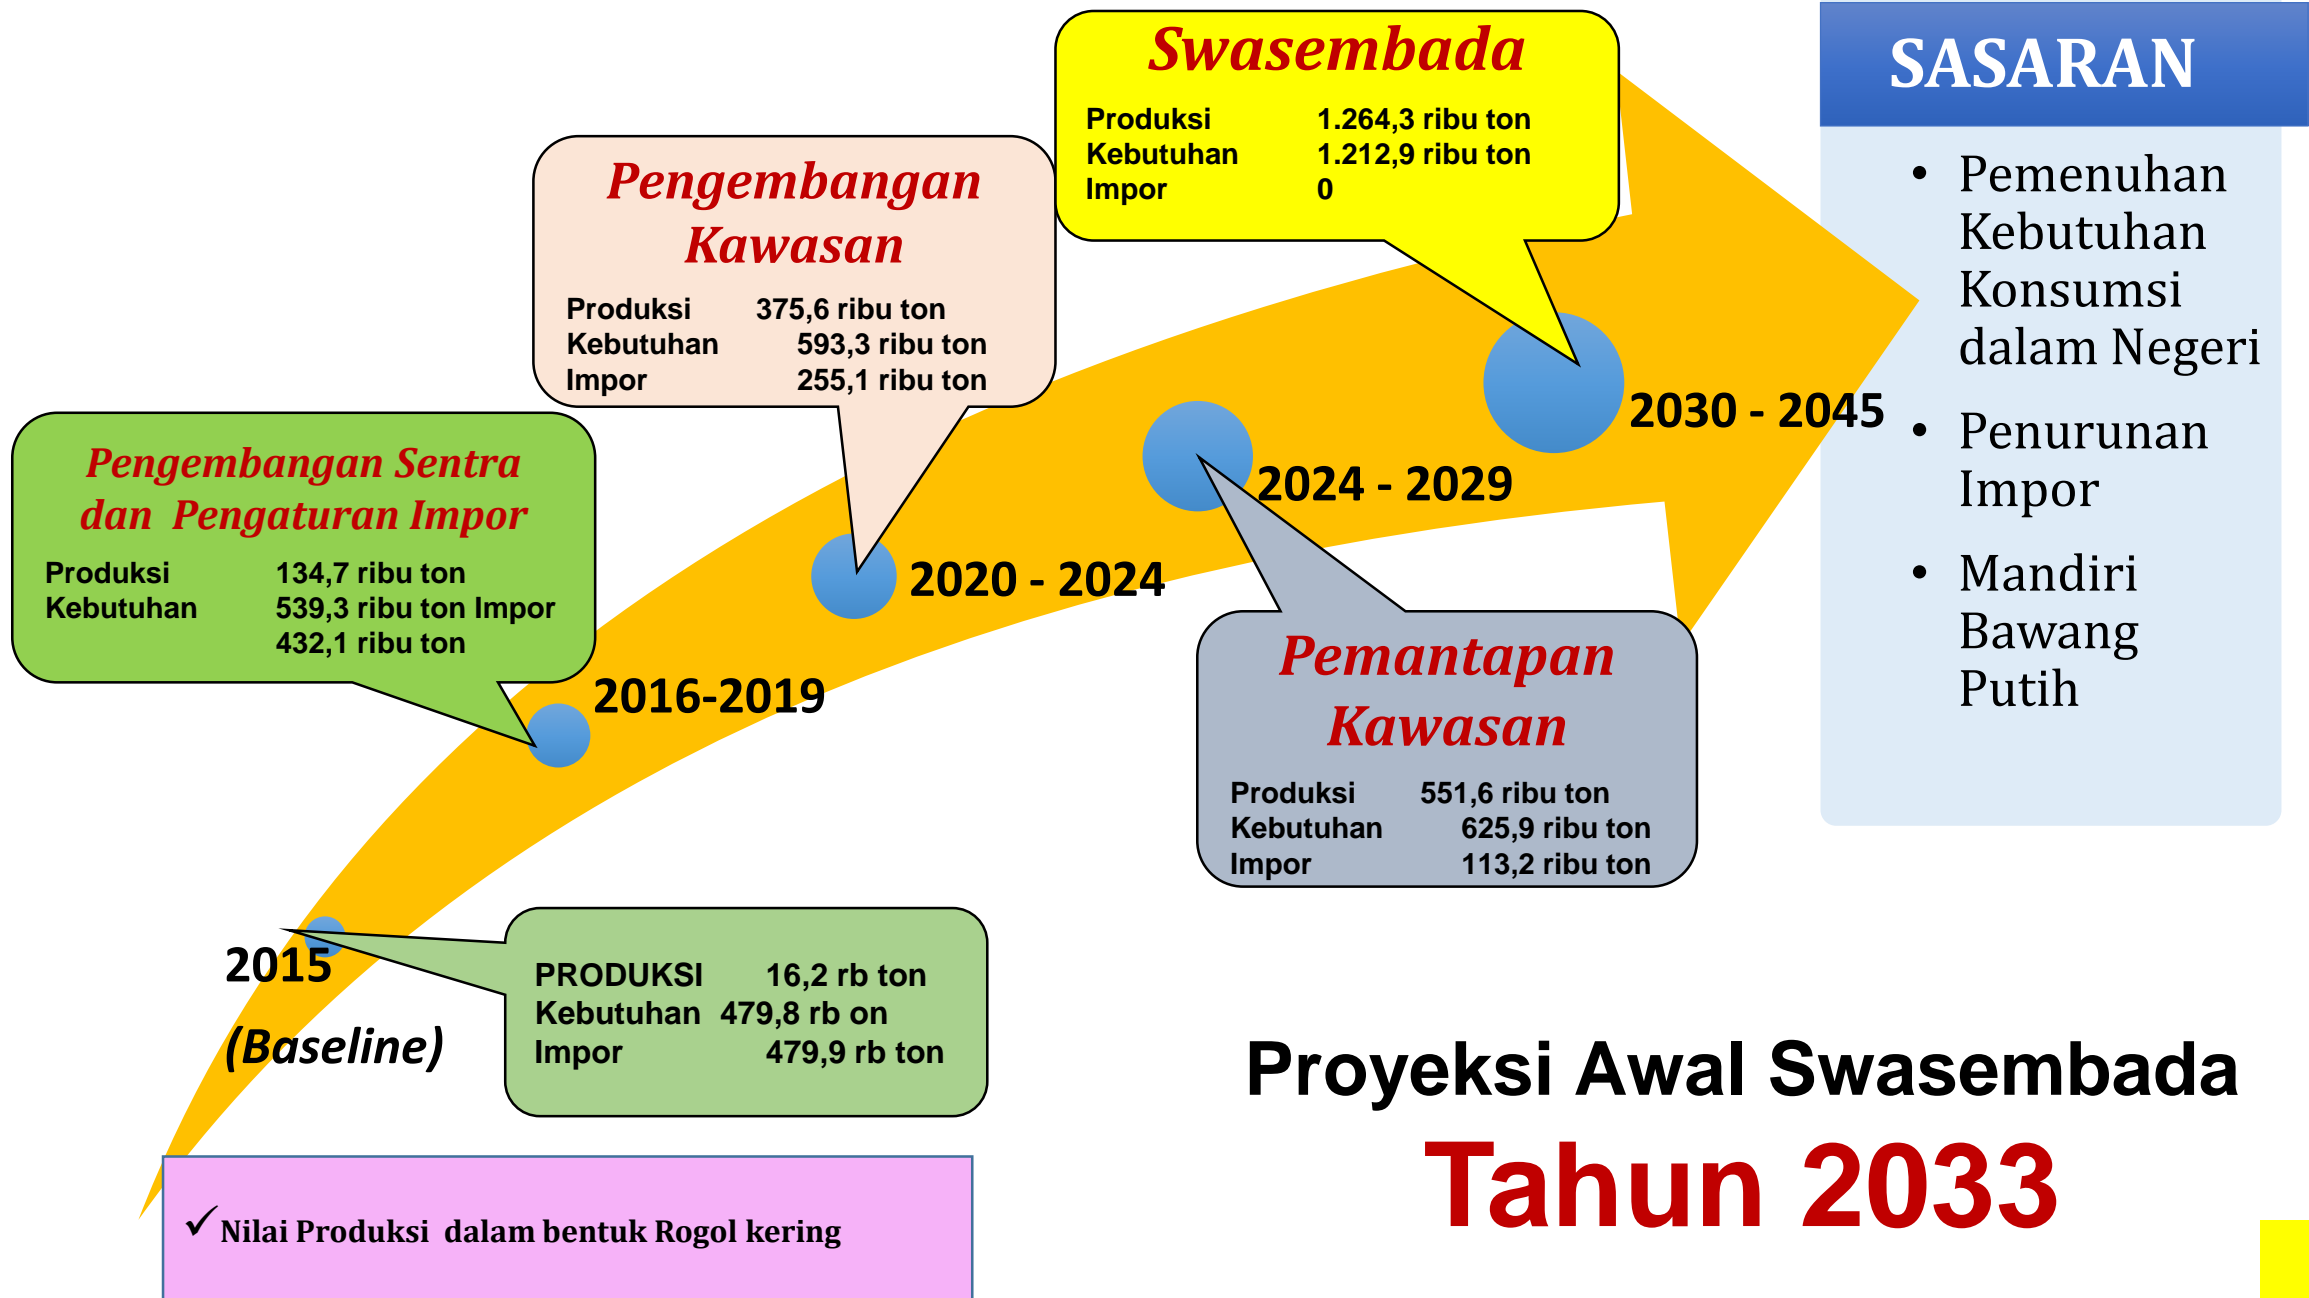 Swasembada
Produksi 1.264,3 ribu ton
Kebutuhan 1.212,9 ribu ton
Impor 0
SASARAN
• Pemenuhan
Kebutuhan
Konsumsi
dalam Negeri
• Penurunan
Impor
• Mandiri
Bawang
Putih
Pengembangan
Kawasan
Produksi 375,6 ribu ton
Kebutuhan 593,3 ribu ton
Impor 255,1 ribu ton
2030 - 2045
Pengembangan Sentra
dan Pengaturan Impor
Produksi 134,7 ribu ton
Kebutuhan 539,3 ribu ton Impor
432,1 ribu ton
2024 - 2029
2020 - 2024
2016-2019
Pemantapan
Kawasan
Produksi 551,6 ribu ton
Kebutuhan 625,9 ribu ton
Impor 113,2 ribu ton
2015
(Baseline)
PRODUKSI 16,2 rb ton
Kebutuhan 479,8 rb on
Impor 479,9 rb ton
Proyeksi Awal Swasembada
Tahun 2033
✓Nilai Produksi dalam bentuk Rogol kering